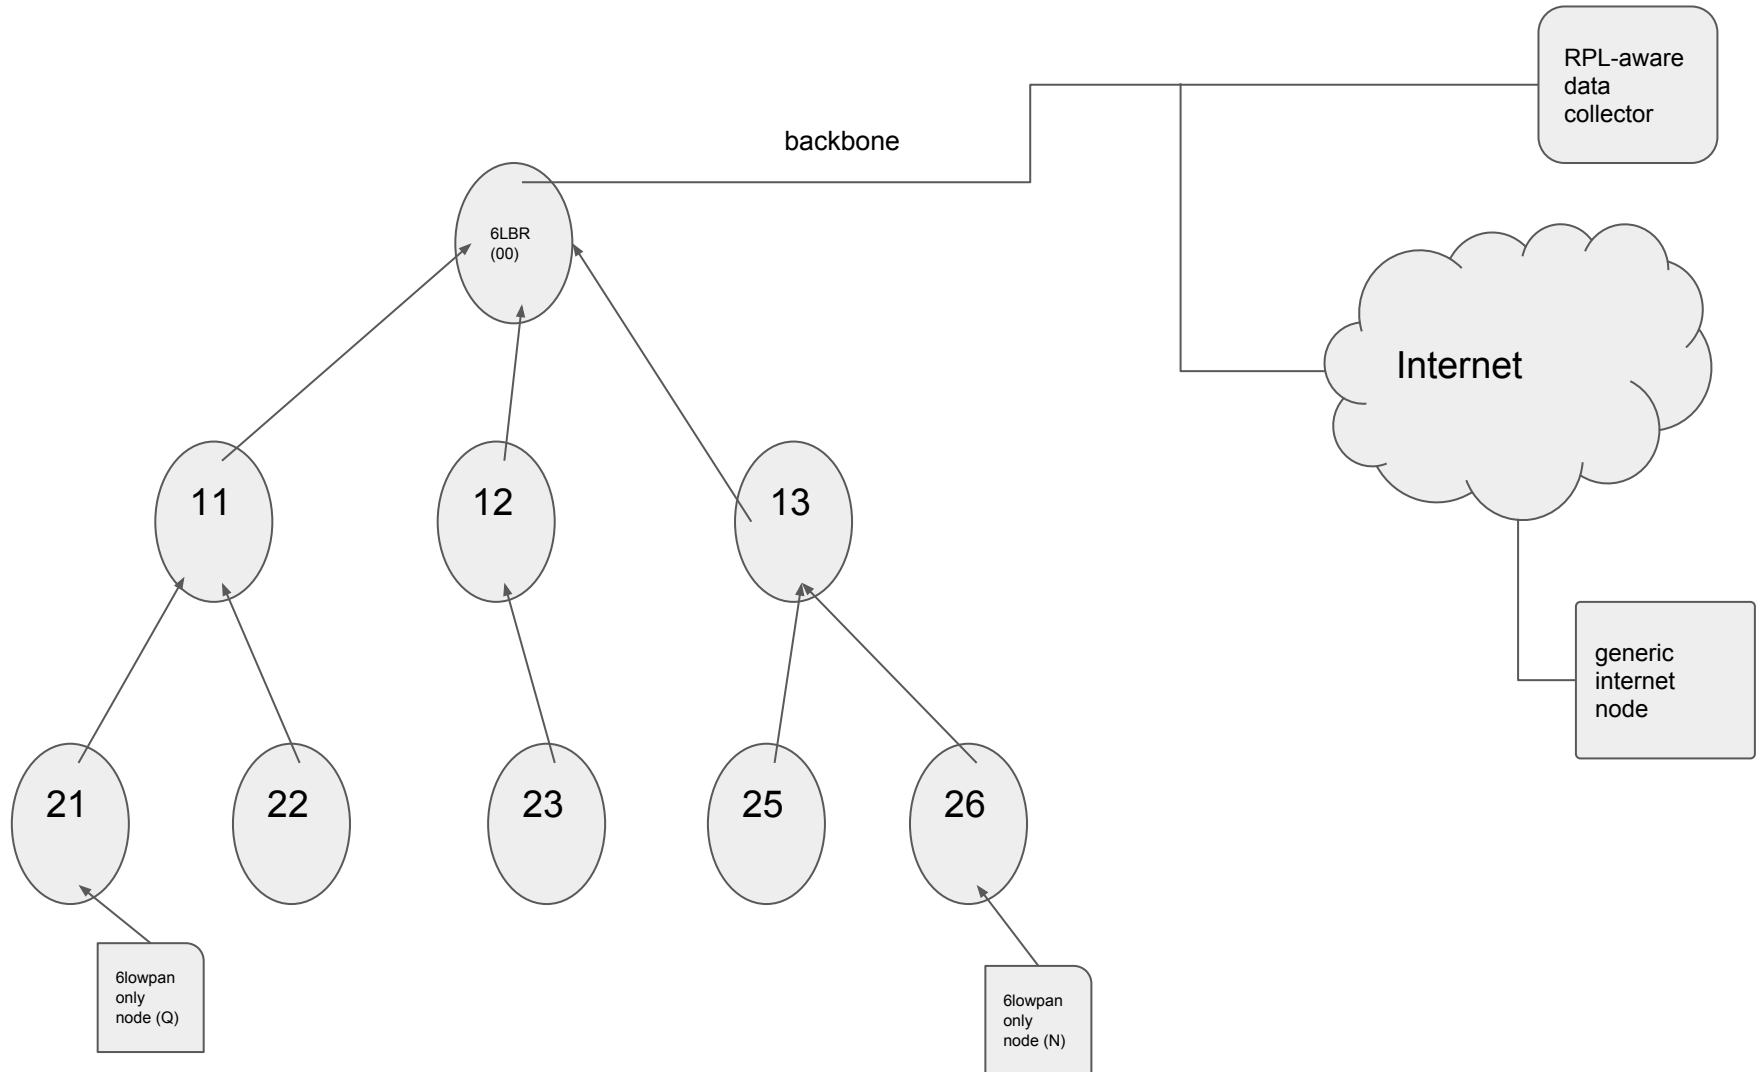 RPL-aware
data
collector
backbone
6LBR
(00)
Internet
11
12
13
generic
internet
node
21
22
23
25
26
6lowpan
only
node (Q)
6lowpan
only
node (N)